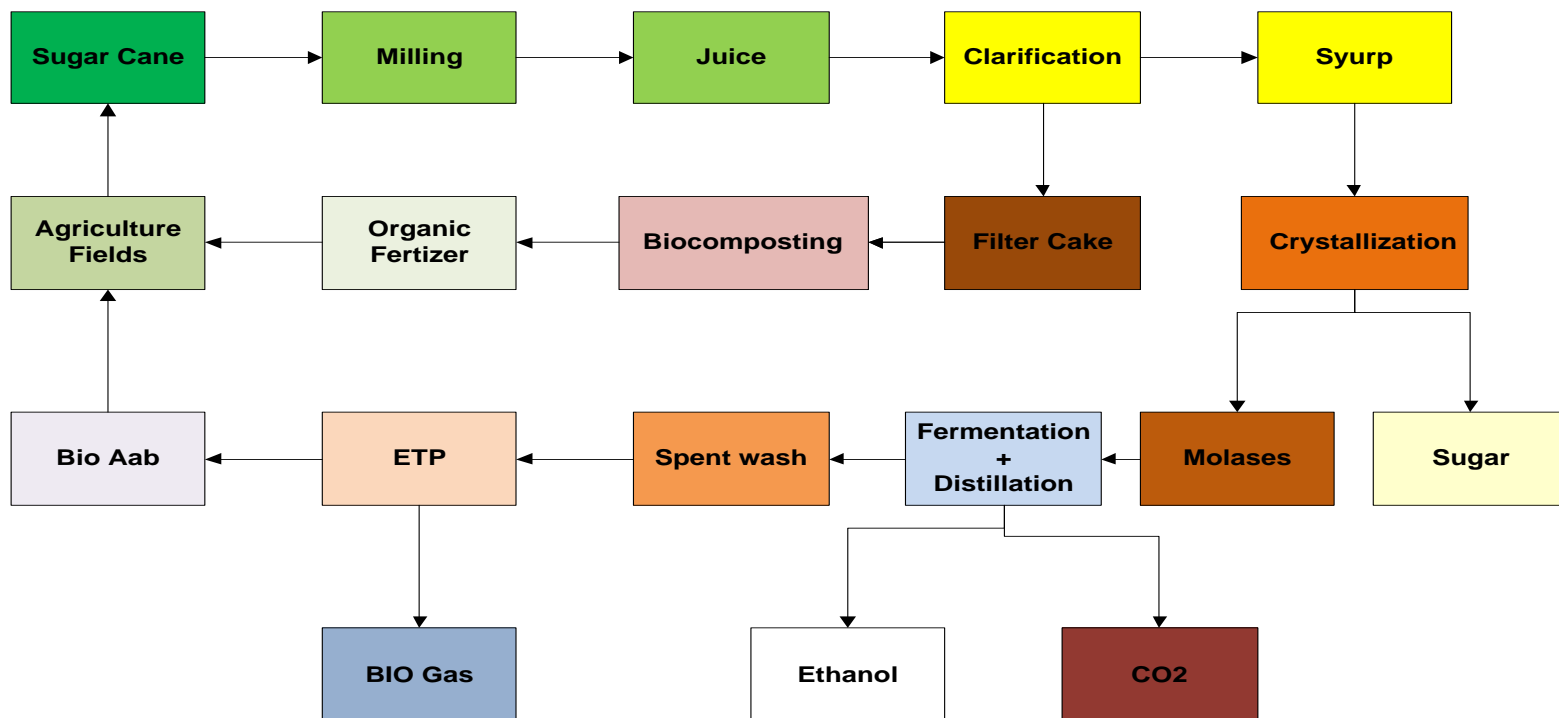 Sugar Cane
Milling
Juice
Clarification
Syurp
Agriculture
Fields
Organic
Fertizer
Biocomposting
Filter Cake
Crystallization
Bio Aab
ETP
Spent wash
Fermentation
+
Distillation
Molases
Sugar
BIO Gas
Ethanol
CO2